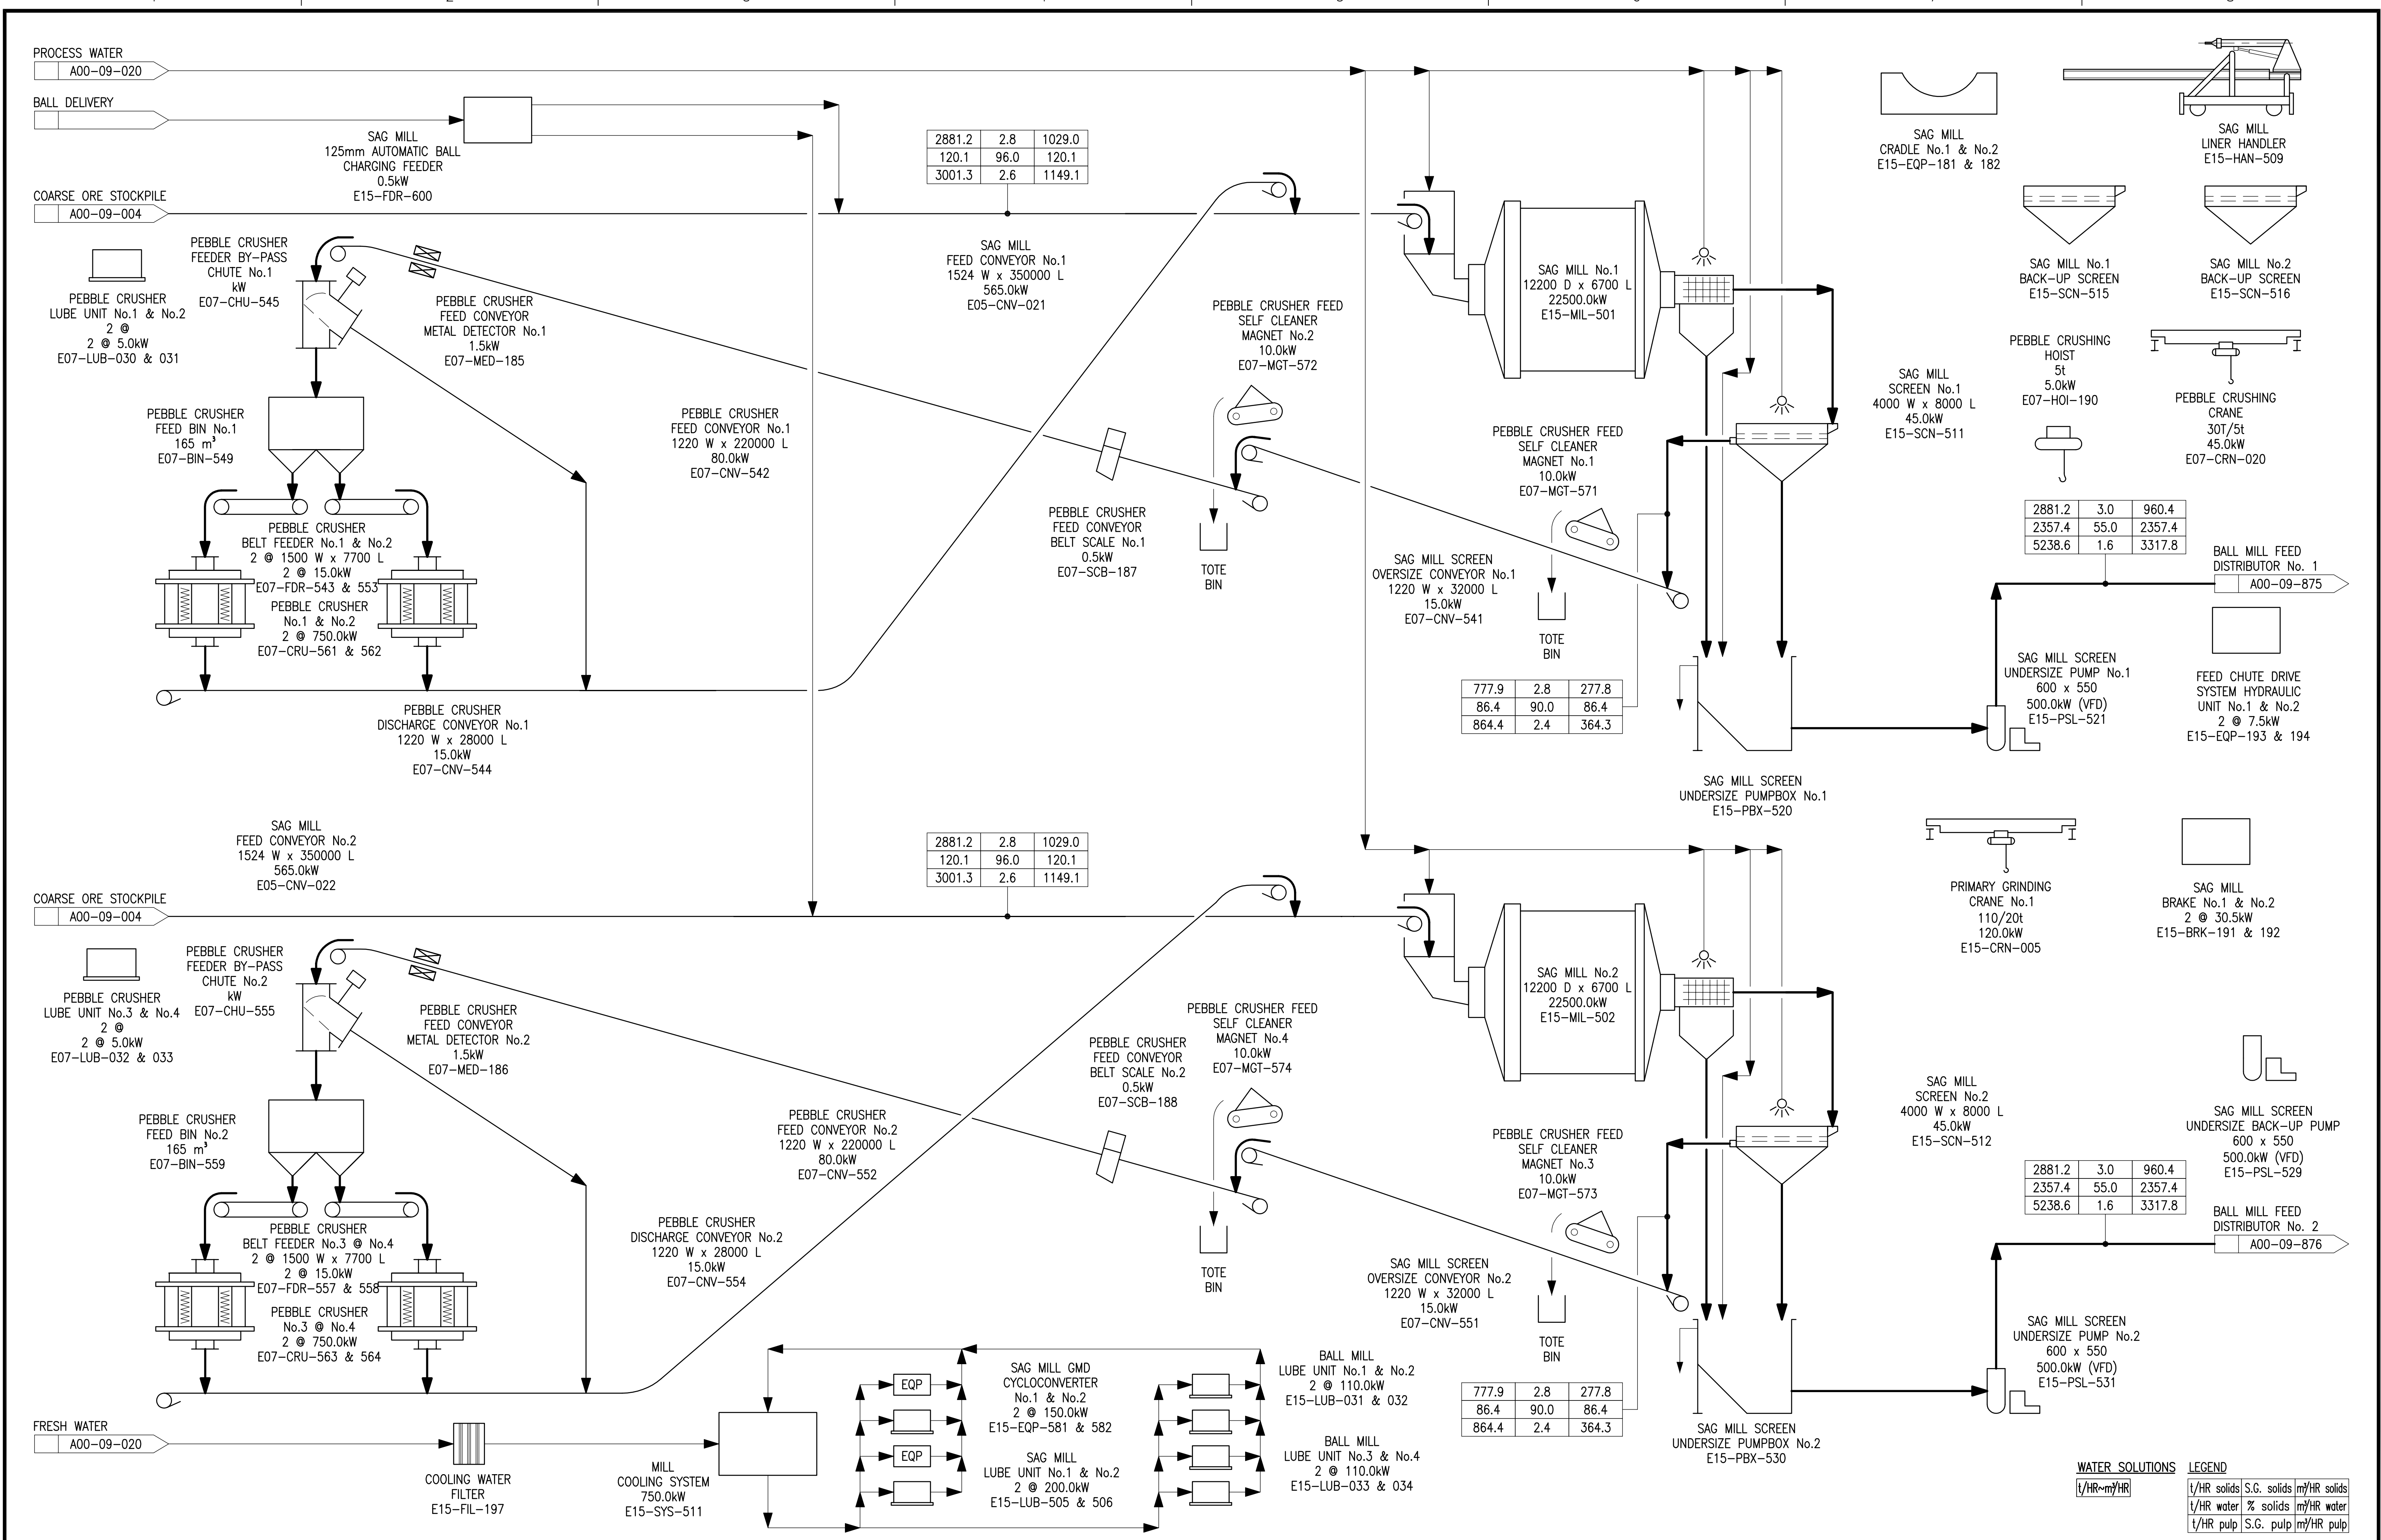 PROCESS WATER
A00-09-020
BALL DELIVERY
SAG MILL
125mm AUTOMATIC BALL
CHARGING FEEDER
0.5kW
E15-FDR-600
2881.2 2.8 1029.0
120.1 96.0 120.1
3001.3 2.6 1149.1
SAG MILL
CRADLE No.1 & No.2
E15-EQP-181 & 182
SAG MILL
LINER HANDLER
E15-HAN-509
COARSE ORE STOCKPILE
A00-09-004
PEBBLE CRUSHER
LUBE UNIT No.1 & No.2
2 @
2 @ 5.0kW
E07-LUB-030 & 031
PEBBLE CRUSHER
FEEDER BY-PASS
CHUTE No.1
kW
E07-CHU-545
PEBBLE CRUSHER
FEED CONVEYOR
METAL DETECTOR No.1
1.5kW
E07-MED-185
SAG MILL
FEED CONVEYOR No.1
1524 W x 350000 L
565.0kW
E05-CNV-021
PEBBLE CRUSHER FEED
SELF CLEANER
MAGNET No.2
10.0kW
E07-MGT-572
SAG MILL No.1
12200 D x 6700 L
22500.0kW
E15-MIL-501
SAG MILL No.1
BACK-UP SCREEN
E15-SCN-515
SAG MILL No.2
BACK-UP SCREEN
E15-SCN-516
PEBBLE CRUSHING
HOIST
5t
5.0kW
E07-HOI-190
PEBBLE CRUSHING
CRANE
30T/5t
45.0kW
E07-CRN-020
SAG MILL
SCREEN No.1
4000 W x 8000 L
45.0kW
E15-SCN-511
PEBBLE CRUSHER
FEED BIN No.1
165 m³
E07-BIN-549
PEBBLE CRUSHER
FEED CONVEYOR No.1
1220 W x 220000 L
80.0kW
E07-CNV-542
PEBBLE CRUSHER FEED
SELF CLEANER
MAGNET No.1
10.0kW
E07-MGT-571
PEBBLE CRUSHER
BELT FEEDER No.1 & No.2
2 @ 1500 W x 7700 L
2 @ 15.0kW
E07-FDR-543 & 553
PEBBLE CRUSHER
No.1 & No.2
2 @ 750.0kW
E07-CRU-561 & 562
PEBBLE CRUSHER
FEED CONVEYOR
BELT SCALE No.1
0.5kW
E07-SCB-187
TOTE
BIN
SAG MILL SCREEN
OVERSIZE CONVEYOR No.1
1220 W x 32000 L
15.0kW
E07-CNV-541
TOTE
BIN
2881.2 3.0 960.4
2357.4 55.0 2357.4
5238.6 1.6 3317.8
BALL MILL FEED
DISTRIBUTOR No. 1
A00-09-875
777.9 2.8 277.8
86.4 90.0 86.4
864.4 2.4 364.3
SAG MILL SCREEN
UNDERSIZE PUMP No.1
600 x 550
500.0kW (VFD)
E15-PSL-521
FEED CHUTE DRIVE
SYSTEM HYDRAULIC
UNIT No.1 & No.2
2 @ 7.5kW
E15-EQP-193 & 194
PEBBLE CRUSHER
DISCHARGE CONVEYOR No.1
1220 W x 28000 L
15.0kW
E07-CNV-544
SAG MILL SCREEN
UNDERSIZE PUMPBOX No.1
E15-PBX-520
SAG MILL
FEED CONVEYOR No.2
1524 W x 350000 L
565.0kW
E05-CNV-022
2881.2 2.8 1029.0
120.1 96.0 120.1
3001.3 2.6 1149.1
PRIMARY GRINDING
CRANE No.1
110/20t
120.0kW
E15-CRN-005
SAG MILL
BRAKE No.1 & No.2
2 @ 30.5kW
E15-BRK-191 & 192
COARSE ORE STOCKPILE
A00-09-004
PEBBLE CRUSHER
LUBE UNIT No.3 & No.4
2 @
2 @ 5.0kW
E07-LUB-032 & 033
PEBBLE CRUSHER
FEEDER BY-PASS
CHUTE No.2
kW
E07-CHU-555
PEBBLE CRUSHER
FEED CONVEYOR
METAL DETECTOR No.2
1.5kW
E07-MED-186
PEBBLE CRUSHER
FEED CONVEYOR
BELT SCALE No.2
0.5kW
E07-SCB-188
PEBBLE CRUSHER FEED
SELF CLEANER
MAGNET No.4
10.0kW
E07-MGT-574
SAG MILL No.2
12200 D x 6700 L
22500.0kW
E15-MIL-502
SAG MILL
SCREEN No.2
4000 W x 8000 L
45.0kW
E15-SCN-512
SAG MILL SCREEN
UNDERSIZE BACK-UP PUMP
600 x 550
500.0kW (VFD)
E15-PSL-529
PEBBLE CRUSHER
FEED BIN No.2
165 m³
E07-BIN-559
PEBBLE CRUSHER
FEED CONVEYOR No.2
1220 W x 220000 L
80.0kW
E07-CNV-552
PEBBLE CRUSHER FEED
SELF CLEANER
MAGNET No.3
10.0kW
E07-MGT-573
2881.2 3.0 960.4
2357.4 55.0 2357.4
5238.6 1.6 3317.8
BALL MILL FEED
DISTRIBUTOR No. 2
A00-09-876
PEBBLE CRUSHER
BELT FEEDER No.3 @ No.4
2 @ 1500 W x 7700 L
2 @ 15.0kW
E07-FDR-557 & 558
PEBBLE CRUSHER
No.3 @ No.4
2 @ 750.0kW
E07-CRU-563 & 564
PEBBLE CRUSHER
DISCHARGE CONVEYOR No.2
1220 W x 28000 L
15.0kW
E07-CNV-554
TOTE
BIN
SAG MILL SCREEN
OVERSIZE CONVEYOR No.2
1220 W x 32000 L
15.0kW
E07-CNV-551
TOTE
BIN
SAG MILL SCREEN
UNDERSIZE PUMP No.2
600 x 550
500.0kW (VFD)
E15-PSL-531
777.9 2.8 277.8
86.4 90.0 86.4
864.4 2.4 364.3
SAG MILL SCREEN
UNDERSIZE PUMPBOX No.2
E15-PBX-530
FRESH WATER
A00-09-020
COOLING WATER
FILTER
E15-FIL-197
MILL
COOLING SYSTEM
750.0kW
E15-SYS-511
EQP
EQP
SAG MILL GMD
CYCLOCONVERTER
No.1 & No.2
2 @ 150.0kW
E15-EQP-581 & 582
SAG MILL
LUBE UNIT No.1 & No.2
2 @ 200.0kW
E15-LUB-505 & 506
BALL MILL
LUBE UNIT No.1 & No.2
2 @ 110.0kW
E15-LUB-031 & 032
BALL MILL
LUBE UNIT No.3 & No.4
2 @ 110.0kW
E15-LUB-033 & 034
WATER SOLUTIONS
t/HR~m³/HR
LEGEND
t/HR solids S.G. solids m³/HR solids
t/HR water % solids m³/HR water
t/HR pulp S.G. pulp m³/HR pulp